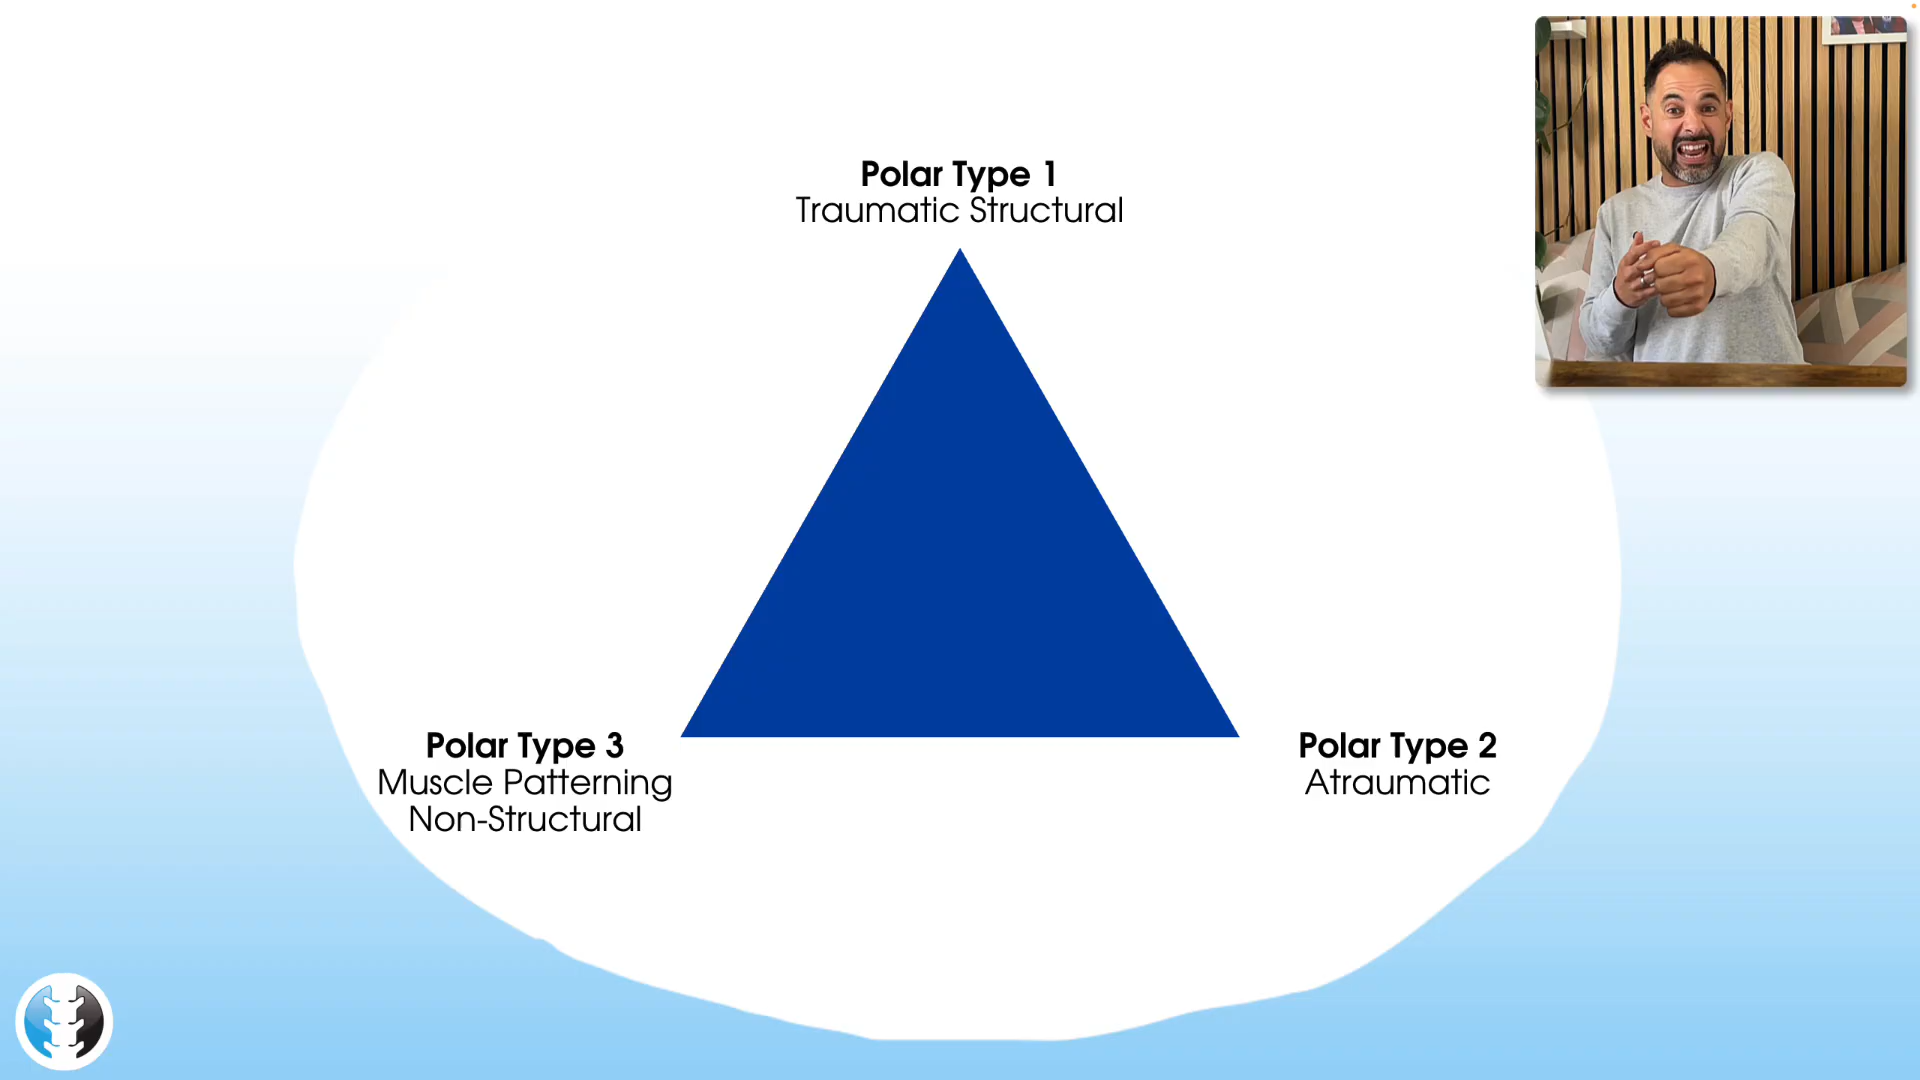 Polar Type 1
Traumatic Structural
Polar Type 3
Muscle Patterning
Non-Structural
Polar Type 2
Atraumatic